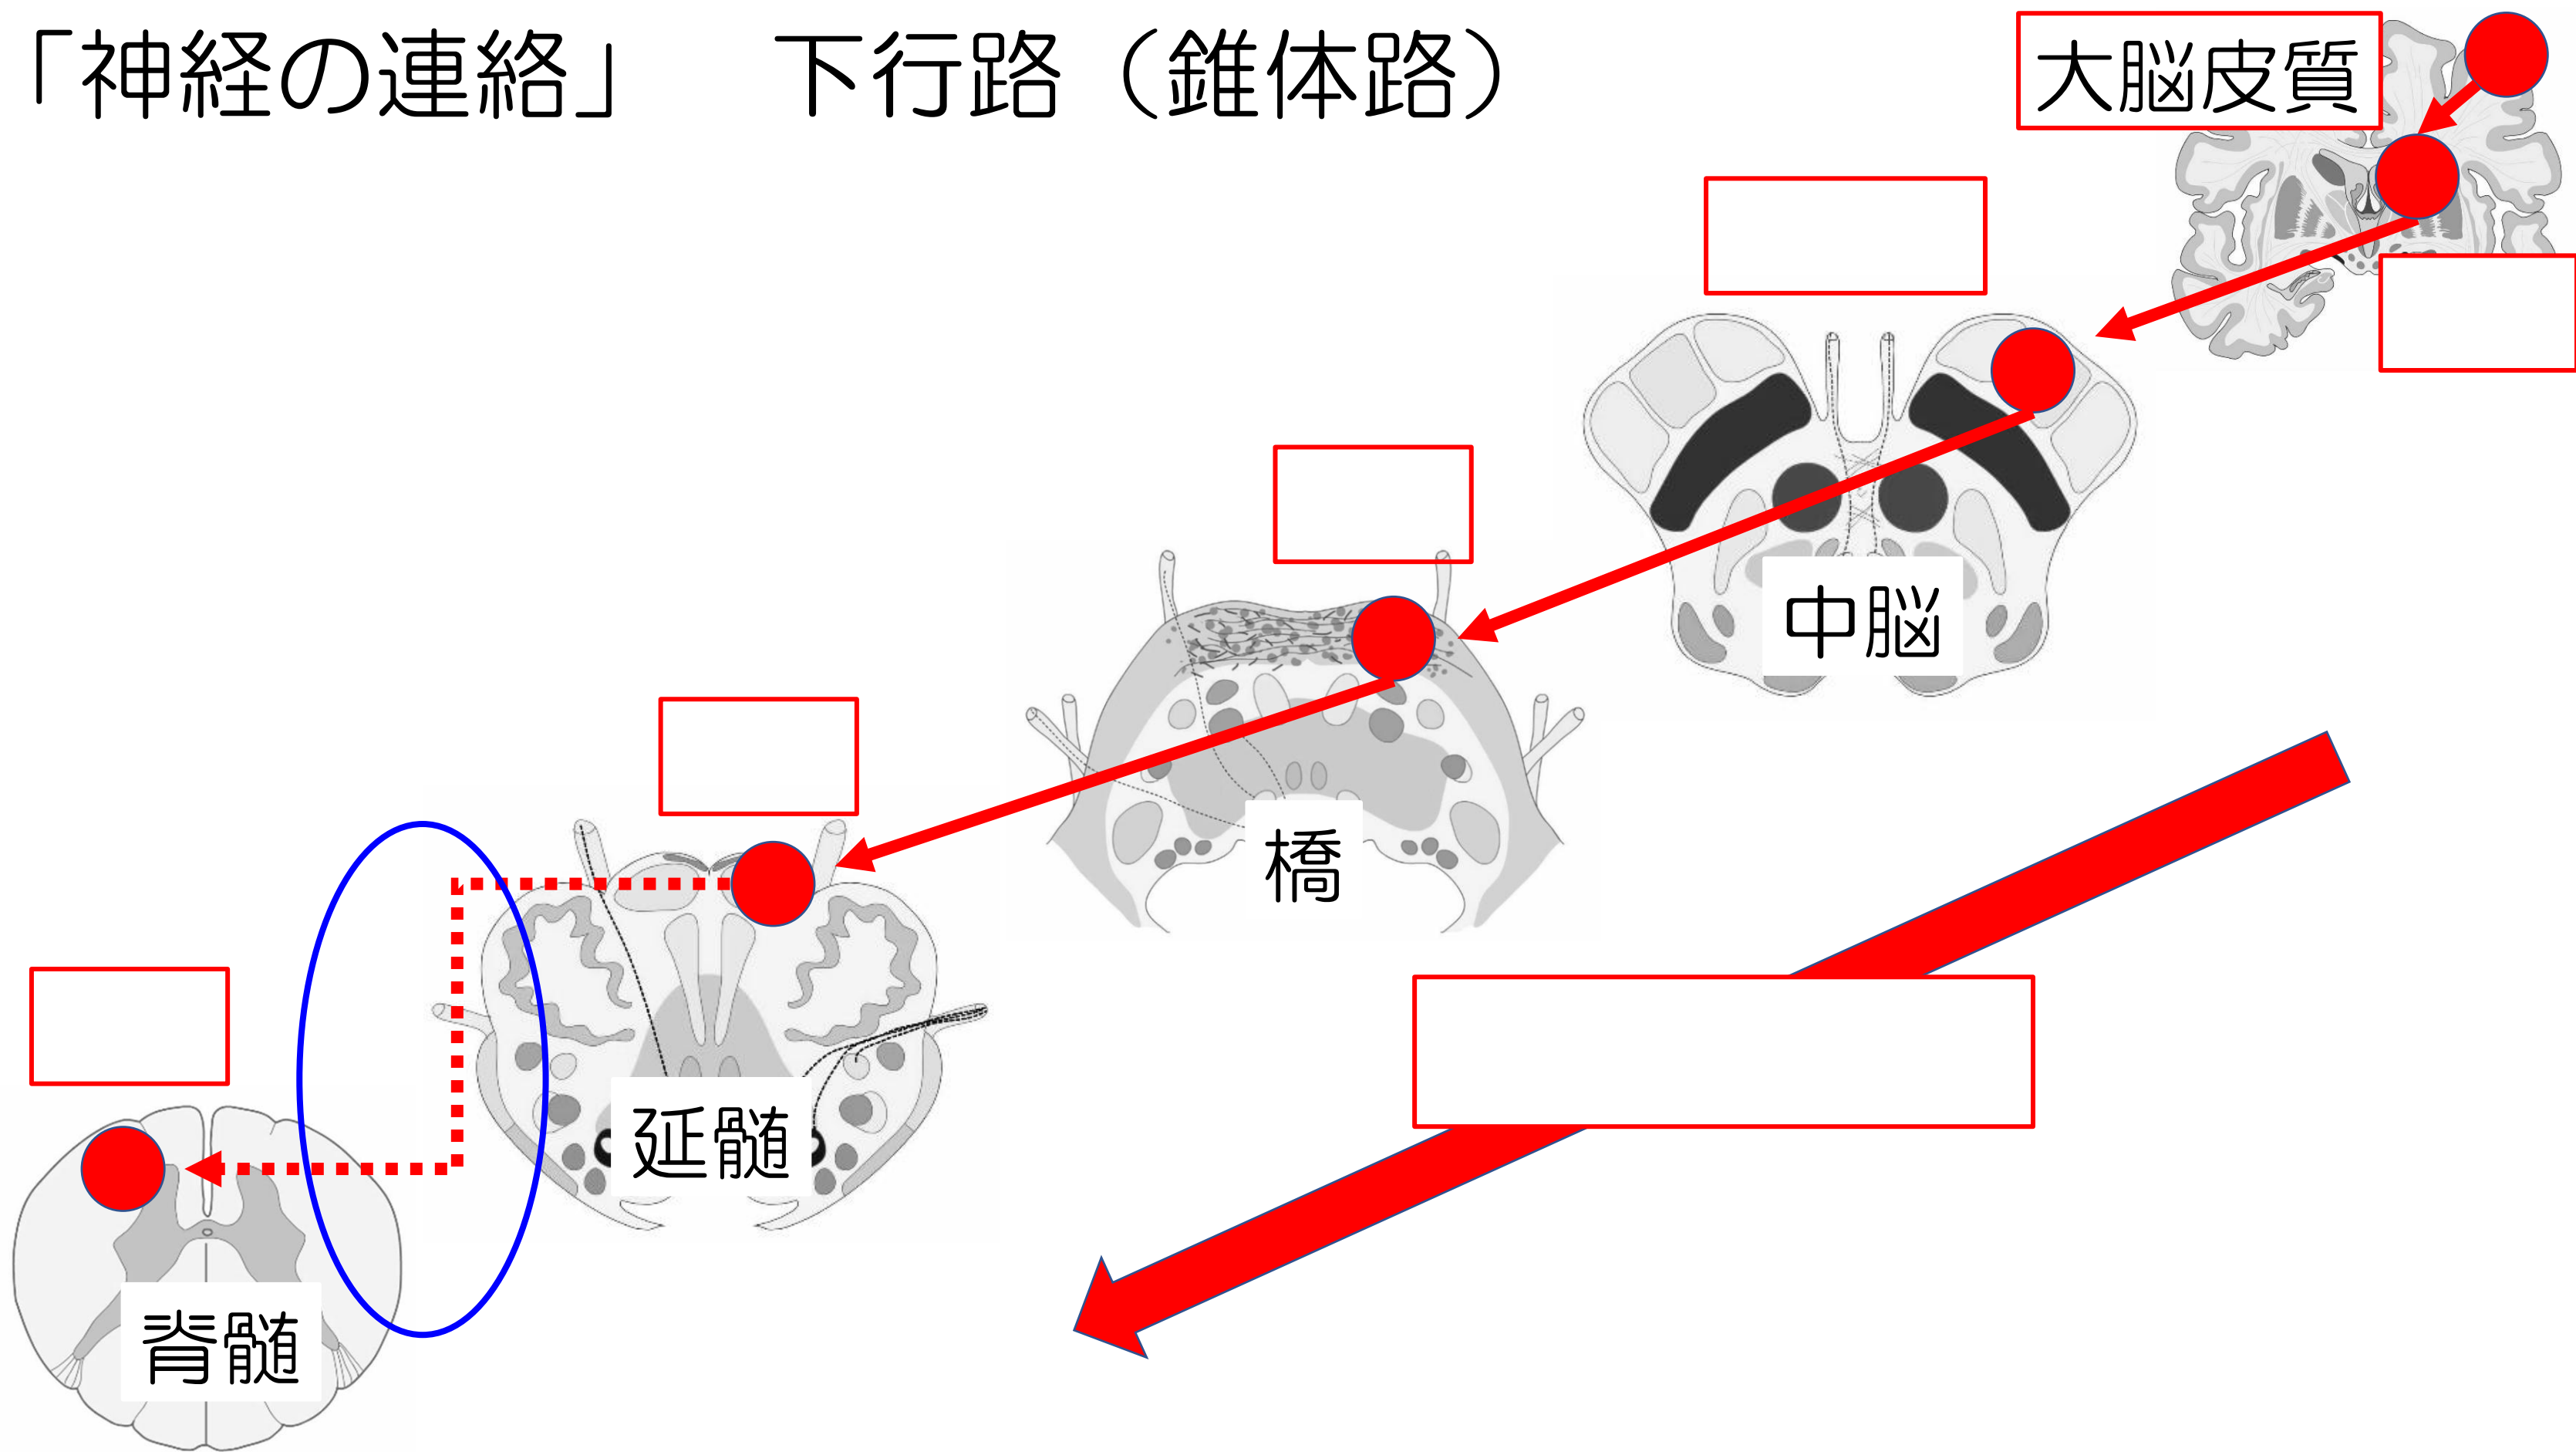 「神経の連絡」　下行路（錐体路）
大脳皮質
中脳
橋
延髄
脊髄